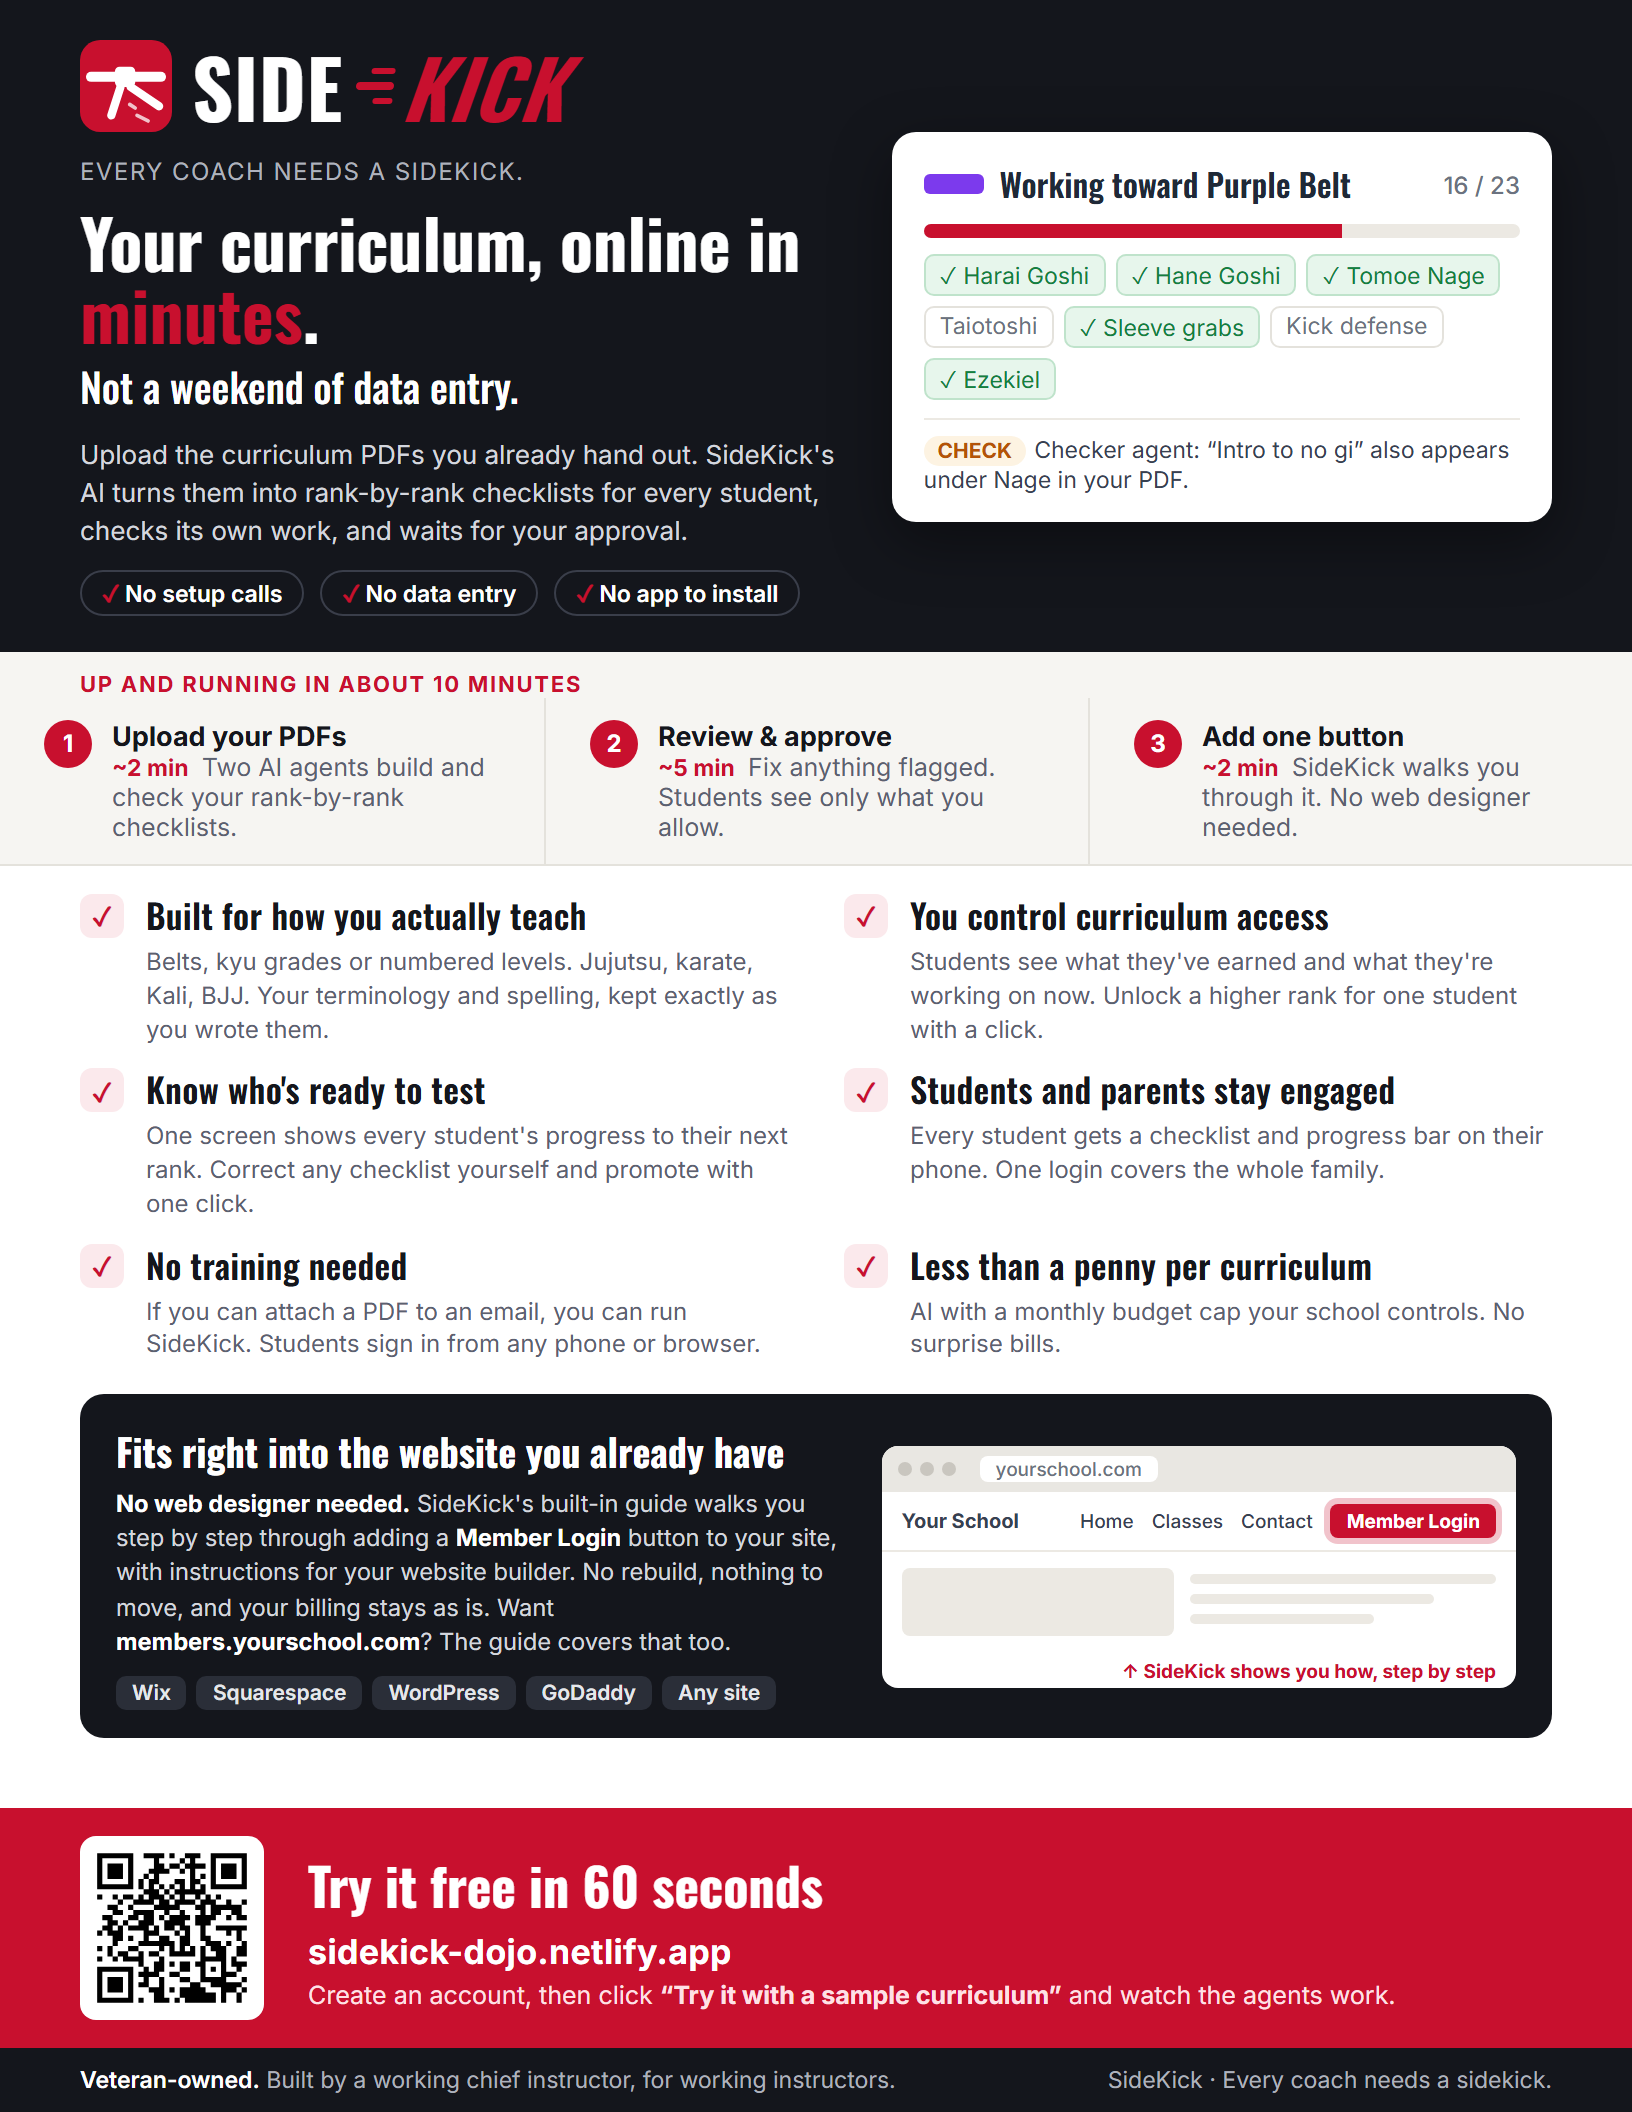 SIDE KICK
EVERY COACH NEEDS A SIDEKICK.
Your curriculum, online in
minutes.
Not a weekend of data entry.
Upload the curriculum PDFs you already hand out. SideKick's
AI turns them into rank-by-rank checklists for every student,
checks its own work, and waits for your approval.
✓ No setup calls
✓ No data entry
✓ No app to install
Working toward Purple Belt 16 / 23
✓ Harai Goshi ✓ Hane Goshi ✓ Tomoe Nage
Taiotoshi ✓ Sleeve grabs Kick defense
✓ Ezekiel
CHECK Checker agent: “Intro to no gi” also appears
under Nage in your PDF.
UP AND RUNNING IN ABOUT 10 MINUTES
1 Upload your PDFs
~2 min Two AI agents build and
check your rank-by-rank
checklists.
2 Review & approve
~5 min Fix anything flagged.
Students see only what you
allow.
3 Add one button
~2 min SideKick walks you
through it. No web designer
needed.
✓ Built for how you actually teach
Belts, kyu grades or numbered levels. Jujutsu, karate,
Kali, BJJ. Your terminology and spelling, kept exactly as
you wrote them.
✓ You control curriculum access
Students see what they've earned and what they're
working on now. Unlock a higher rank for one student
with a click.
✓ Know who's ready to test
One screen shows every student's progress to their next
rank. Correct any checklist yourself and promote with
one click.
✓ Students and parents stay engaged
Every student gets a checklist and progress bar on their
phone. One login covers the whole family.
✓ No training needed
If you can attach a PDF to an email, you can run
SideKick. Students sign in from any phone or browser.
✓ Less than a penny per curriculum
AI with a monthly budget cap your school controls. No
surprise bills.
Fits right into the website you already have
No web designer needed. SideKick's built-in guide walks you
step by step through adding a Member Login button to your site,
with instructions for your website builder. No rebuild, nothing to
move, and your billing stays as is. Want
members.yourschool.com? The guide covers that too.
Wix Squarespace WordPress GoDaddy Any site
yourschool.com
Your School Home Classes Contact Member Login
↑ SideKick shows you how, step by step
Try it free in 60 seconds
sidekick-dojo.netlify.app
Create an account, then click “Try it with a sample curriculum” and watch the agents work.
Veteran-owned. Built by a working chief instructor, for working instructors.
SideKick · Every coach needs a sidekick.